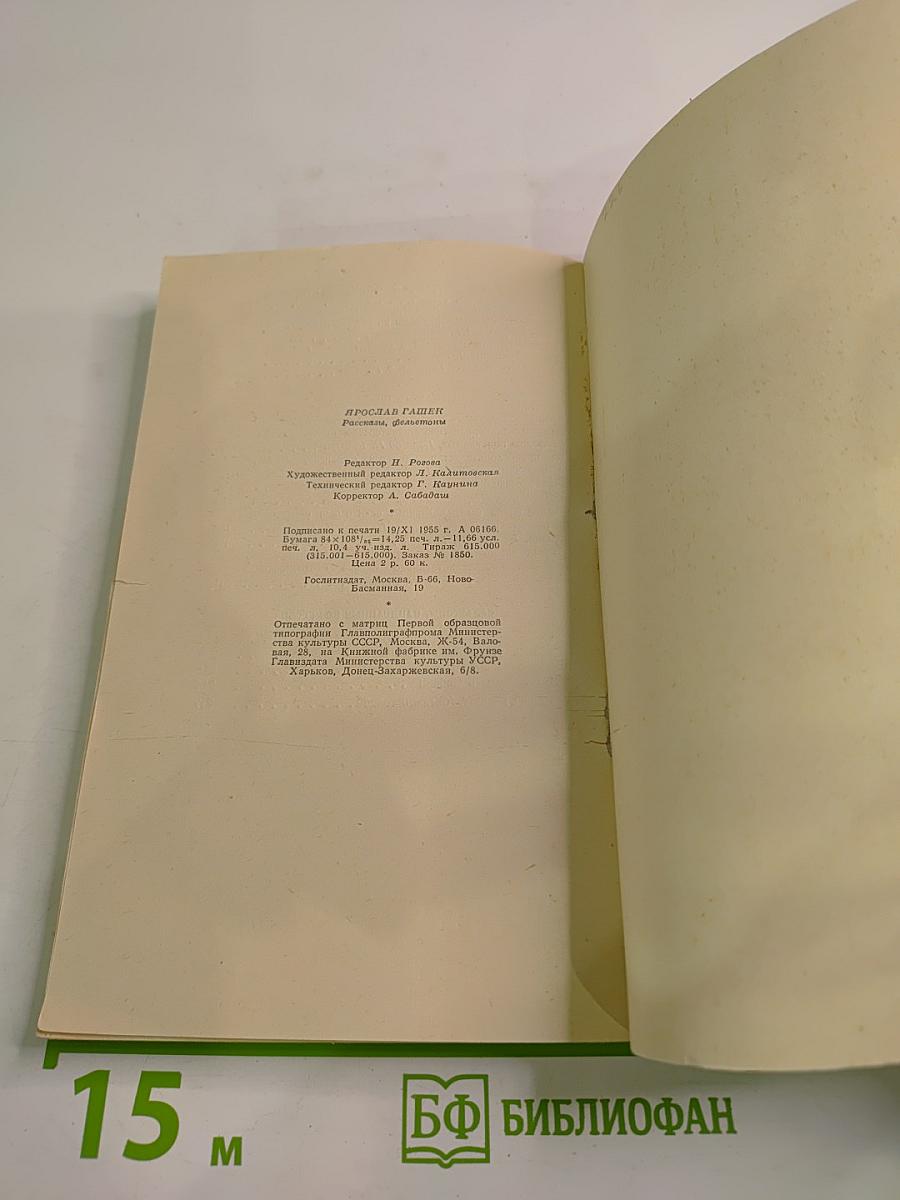 ЯРОСЛАВ ГАШЕК
Рассказы, фельетоны
Редактор Н. Рогова
Художественный редактор Л. Калитовская
Технический редактор Г. Каунина
Корректор А. Сабадаш
*
Подписано к печати 19/XI 1955 г. А 06166.
Бумага 84×108¹/₃₂=14,25 печ. л.—11,66 усл.
печ. л. 10,4 уч.-изд. л. Тираж 615.000
(315.001—615.000). Заказ № 1850.
Цена 2 р. 60 к.
Гослитиздат, Москва, Б-66, Ново-
Басманная, 19
*
Отпечатано с матриц Первой образцовой
типографии Главполиграфпрома Министер-
ства культуры СССР, Москва, Ж-54, Вало-
вая, 28, на Книжной фабрике им. Фрунзе
Главиздата Министерства культуры УССР,
Харьков, Донец-Захаржевская, 6/8.
15 м
БФ БИБЛИОФАН